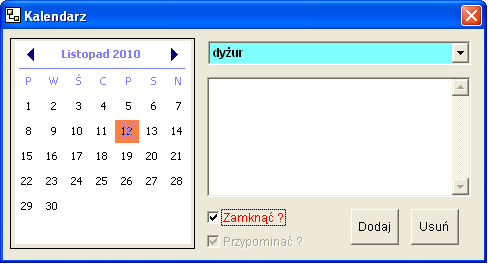 Kalendarz
Listopad 2010
P W Ś C P S N
1 2 3 4 5 6 7
8 9 10 11 12 13 14
15 16 17 18 19 20 21
22 23 24 25 26 27 28
29 30
dyżur
Zamknąć ?
Przypominać ?
Dodaj
Usuń